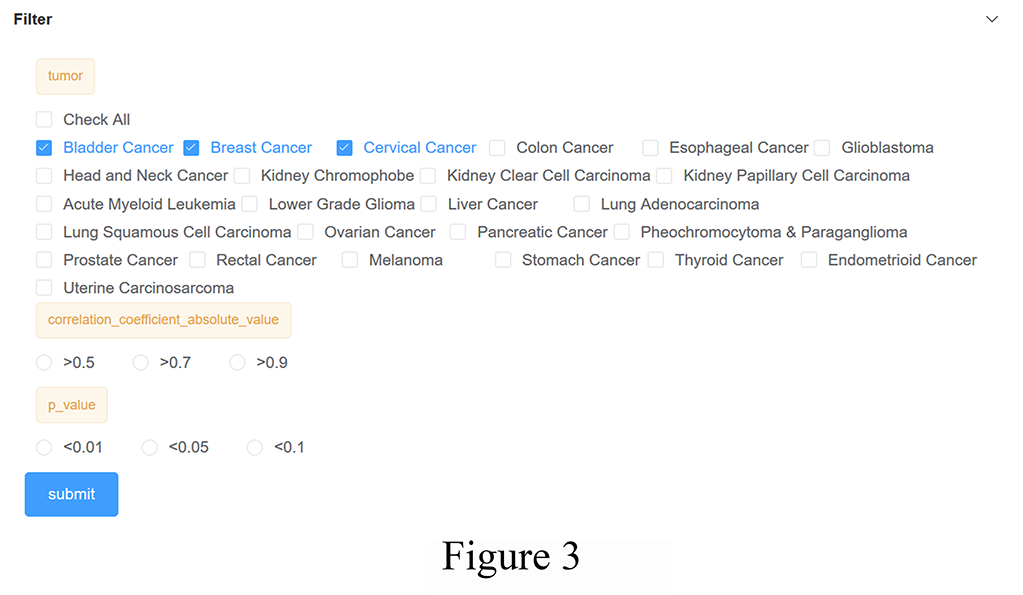 Filter
tumor
Check All
Bladder Cancer Breast Cancer Cervical Cancer Colon Cancer Esophageal Cancer Glioblastoma
Head and Neck Cancer Kidney Chromophobe Kidney Clear Cell Carcinoma Kidney Papillary Cell Carcinoma
Acute Myeloid Leukemia Lower Grade Glioma Liver Cancer Lung Adenocarcinoma
Lung Squamous Cell Carcinoma Ovarian Cancer Pancreatic Cancer Pheochromocytoma & Paraganglioma
Prostate Cancer Rectal Cancer Melanoma Stomach Cancer Thyroid Cancer Endometrioid Cancer
Uterine Carcinosarcoma
correlation_coefficient_absolute_value
>0.5 >0.7 >0.9
p_value
<0.01 <0.05 <0.1
submit
Figure 3